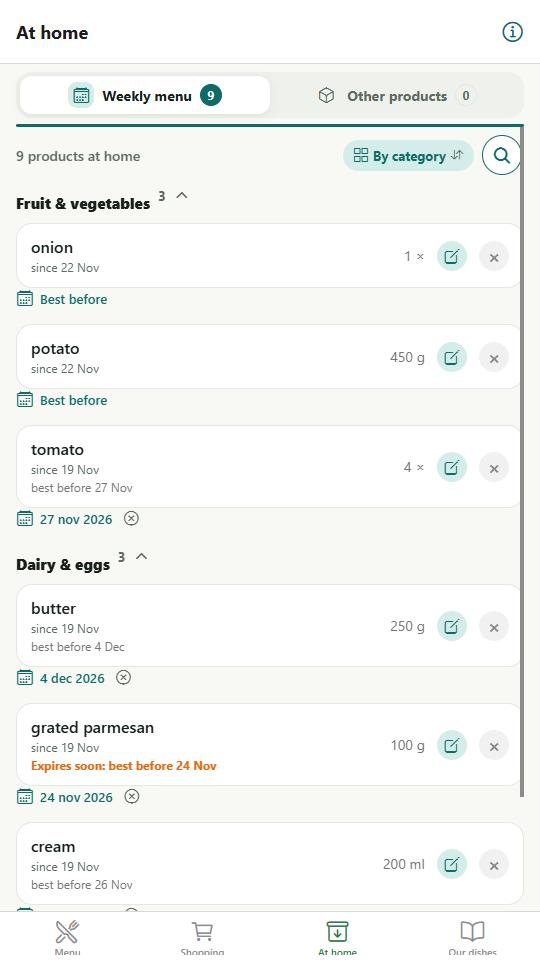 At home
Weekly menu 9
Other products 0
9 products at home
By category
Fruit & vegetables 3
onion
since 22 Nov
1 ×
Best before
potato
since 22 Nov
450 g
Best before
tomato
since 19 Nov
best before 27 Nov
4 ×
27 nov 2026
Dairy & eggs 3
butter
since 19 Nov
best before 4 Dec
250 g
4 dec 2026
grated parmesan
since 19 Nov
Expires soon: best before 24 Nov
100 g
24 nov 2026
cream
since 19 Nov
best before 26 Nov
200 ml
Menu
Shopping
At home
Our dishes